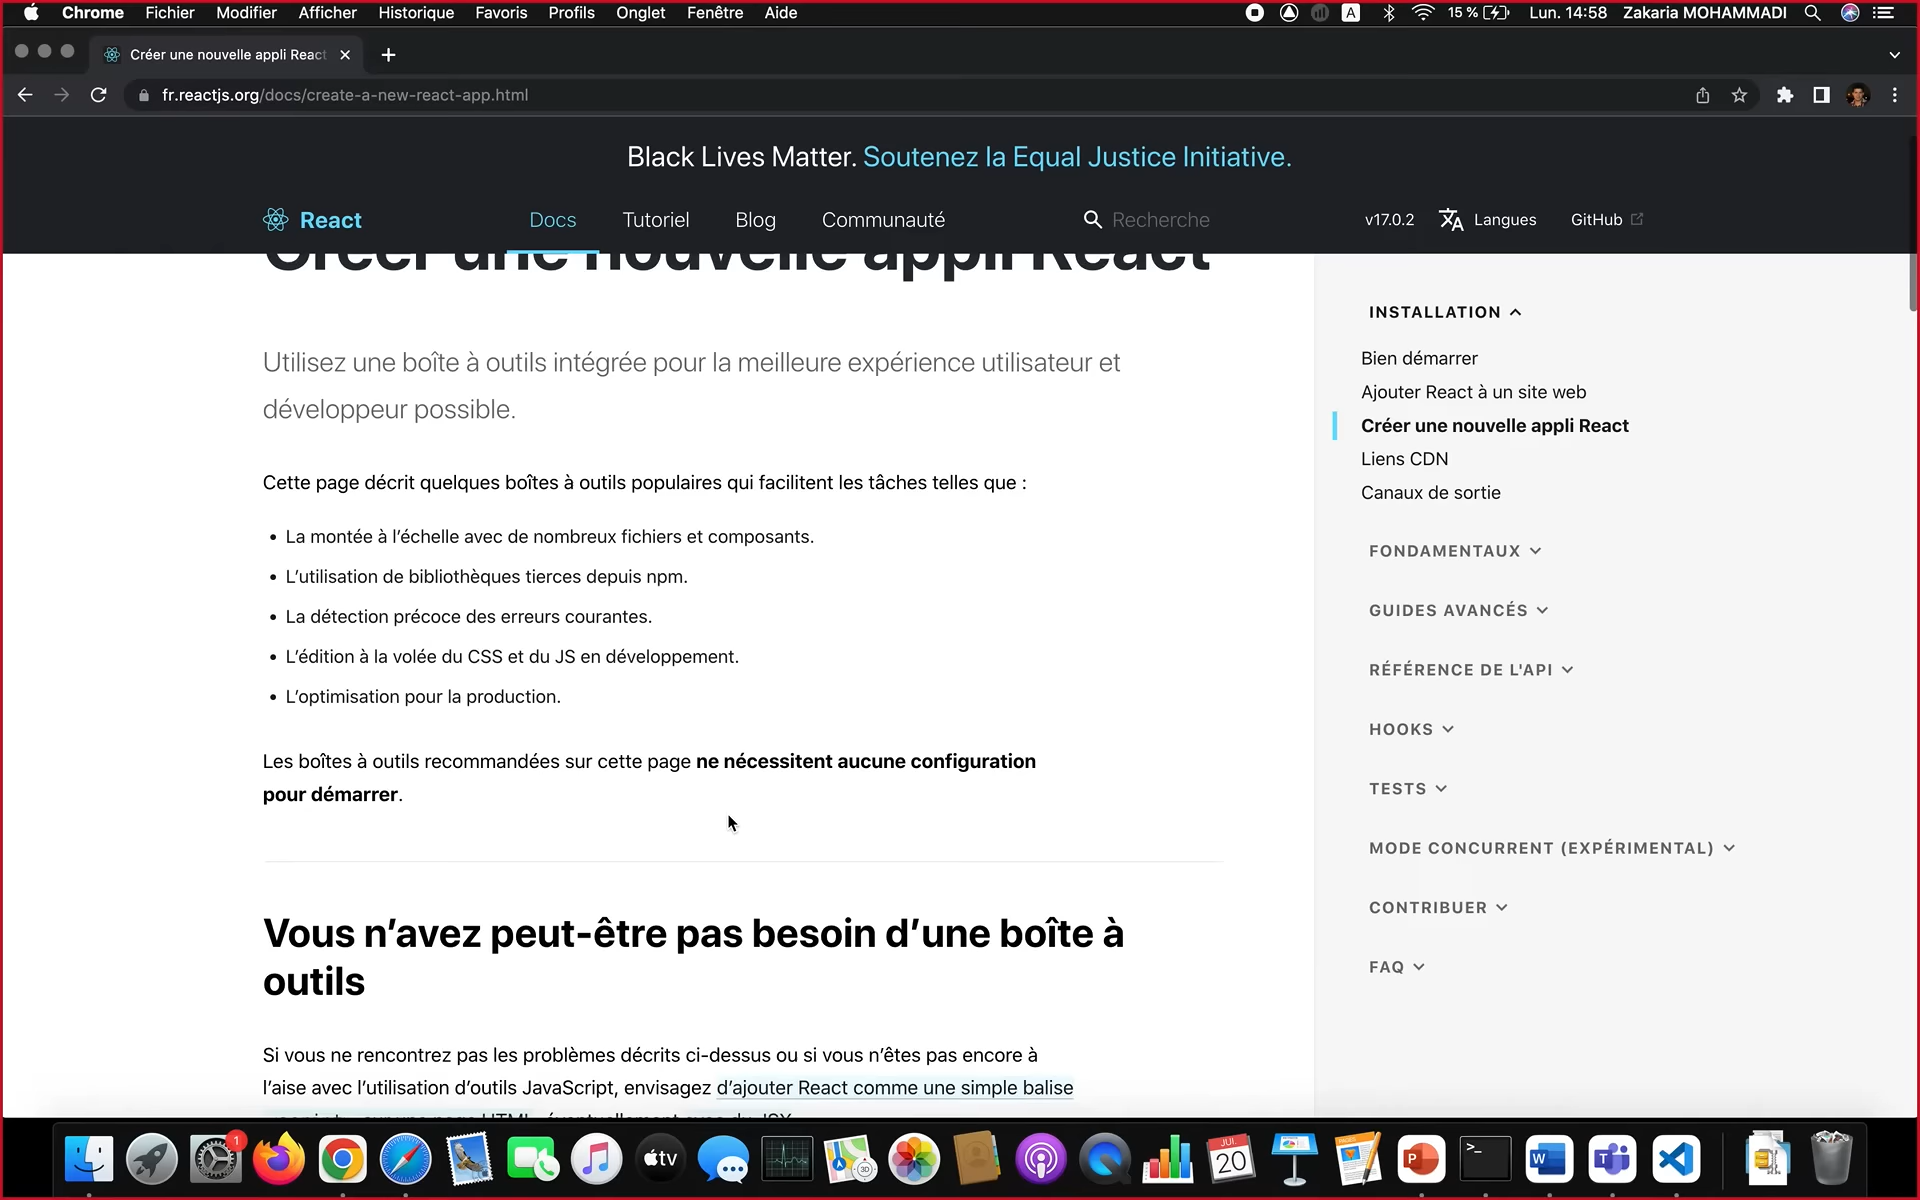 Chrome Fichier Modifier Afficher Historique Favoris Profils Onglet Fenêtre Aide
A 15 % Lun. 14:58 Zakaria MOHAMMADI
Créer une nouvelle appli React
fr.reactjs.org/docs/create-a-new-react-app.html
Black Lives Matter. Soutenez la Equal Justice Initiative.
React Docs Tutoriel Blog Communauté Recherche v17.0.2 Langues GitHub
Créer une nouvelle appli React
Utilisez une boîte à outils intégrée pour la meilleure expérience utilisateur et
développeur possible.
Cette page décrit quelques boîtes à outils populaires qui facilitent les tâches telles que :
• La montée à l’échelle avec de nombreux fichiers et composants.
• L’utilisation de bibliothèques tierces depuis npm.
• La détection précoce des erreurs courantes.
• L’édition à la volée du CSS et du JS en développement.
• L’optimisation pour la production.
Les boîtes à outils recommandées sur cette page ne nécessitent aucune configuration
pour démarrer.
Vous n’avez peut-être pas besoin d’une boîte à
outils
Si vous ne rencontrez pas les problèmes décrits ci-dessus ou si vous n’êtes pas encore à
l’aise avec l’utilisation d’outils JavaScript, envisagez d’ajouter React comme une simple balise
INSTALLATION
Bien démarrer
Ajouter React à un site web
Créer une nouvelle appli React
Liens CDN
Canaux de sortie
FONDAMENTAUX
GUIDES AVANCÉS
RÉFÉRENCE DE L'API
HOOKS
TESTS
MODE CONCURRENT (EXPÉRIMENTAL)
CONTRIBUER
FAQ
1
tv
3D
JUIL.
20
PAGES
P
>_
W
T